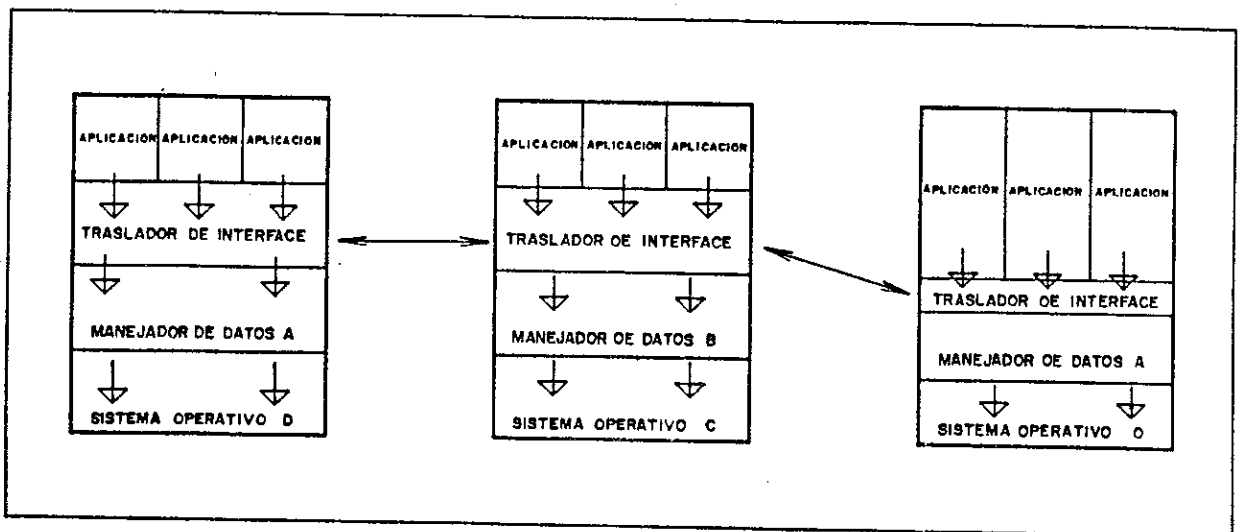 APLICACION APLICACION APLICACION
TRASLADOR DE INTERFACE
MANEJADOR DE DATOS A
SISTEMA OPERATIVO D
APLICACION APLICACION APLICACION
TRASLADOR DE INTERFACE
MANEJADOR DE DATOS B
SISTEMA OPERATIVO C
APLICACIÓN APLICACION APLICACION
TRASLADOR DE INTERFACE
MANEJADOR DE DATOS A
SISTEMA OPERATIVO O